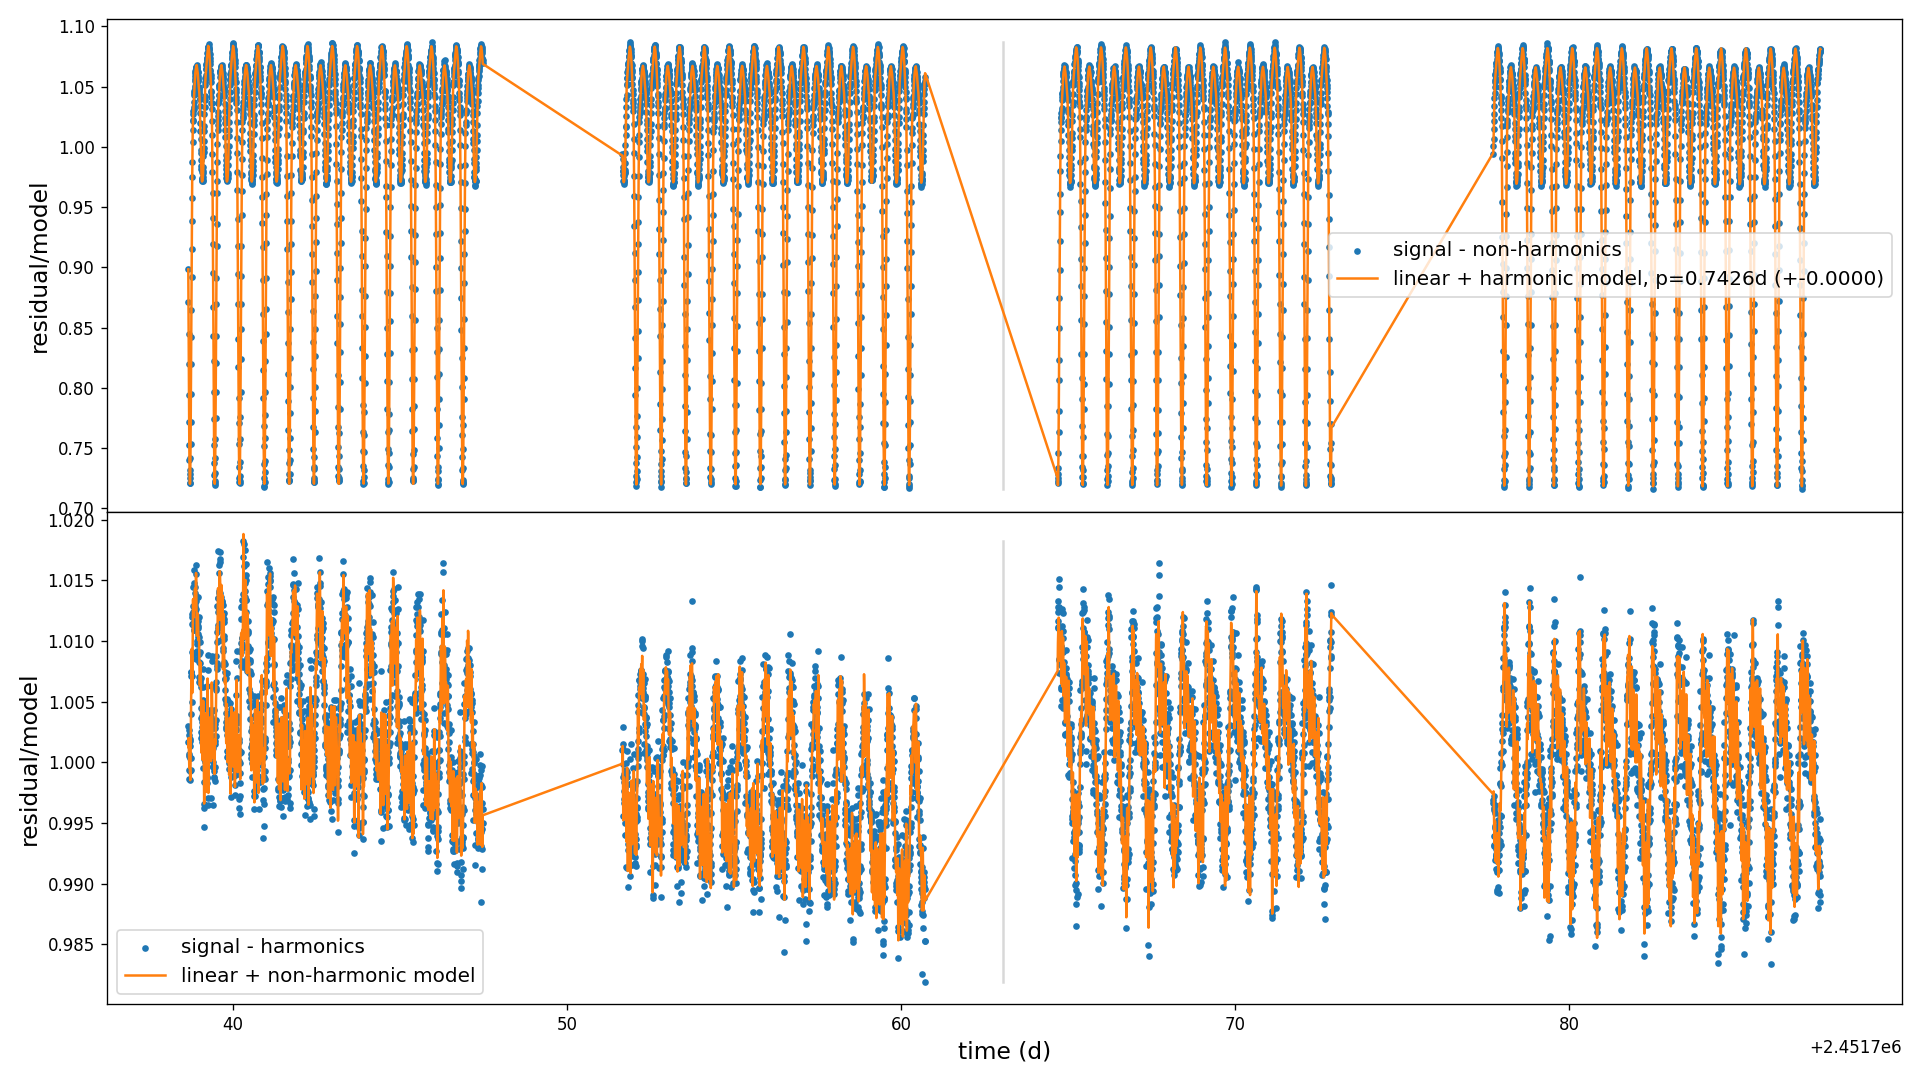 1.10
1.05
1.00
0.95
0.90
0.85
0.80
0.75
0.70
residual/model
signal - non-harmonics
linear + harmonic model, p=0.7426d (+-0.0000)
1.020
1.015
1.010
1.005
1.000
0.995
0.990
0.985
residual/model
signal - harmonics
linear + non-harmonic model
40 50 60 70 80
time (d)
+2.4517e6